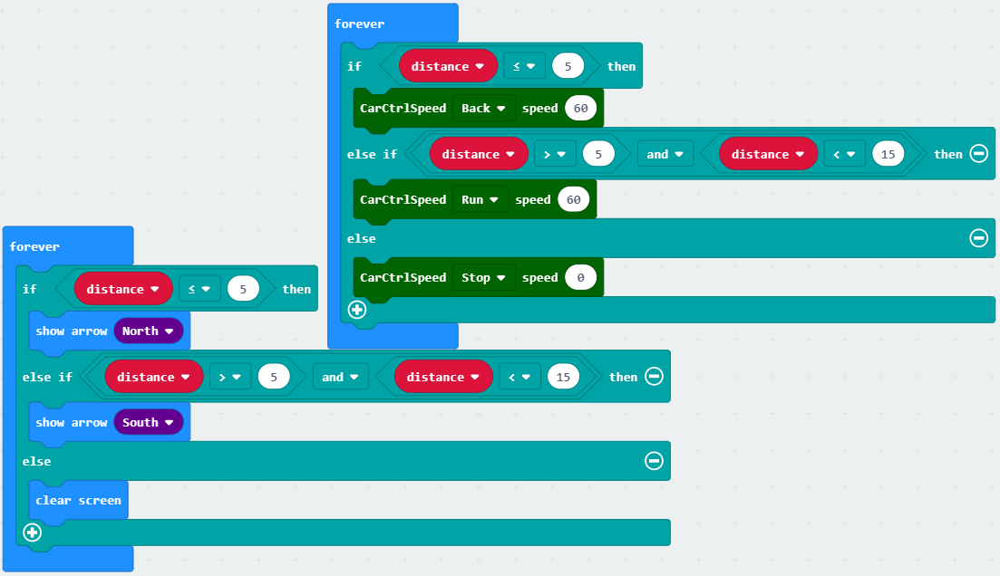 forever
if distance ≤ 5 then
CarCtrlSpeed Back speed 60
else if distance > 5 and distance < 15 then
CarCtrlSpeed Run speed 60
else
CarCtrlSpeed Stop speed 0
forever
if distance ≤ 5 then
show arrow North
else if distance > 5 and distance < 15 then
show arrow South
else
clear screen